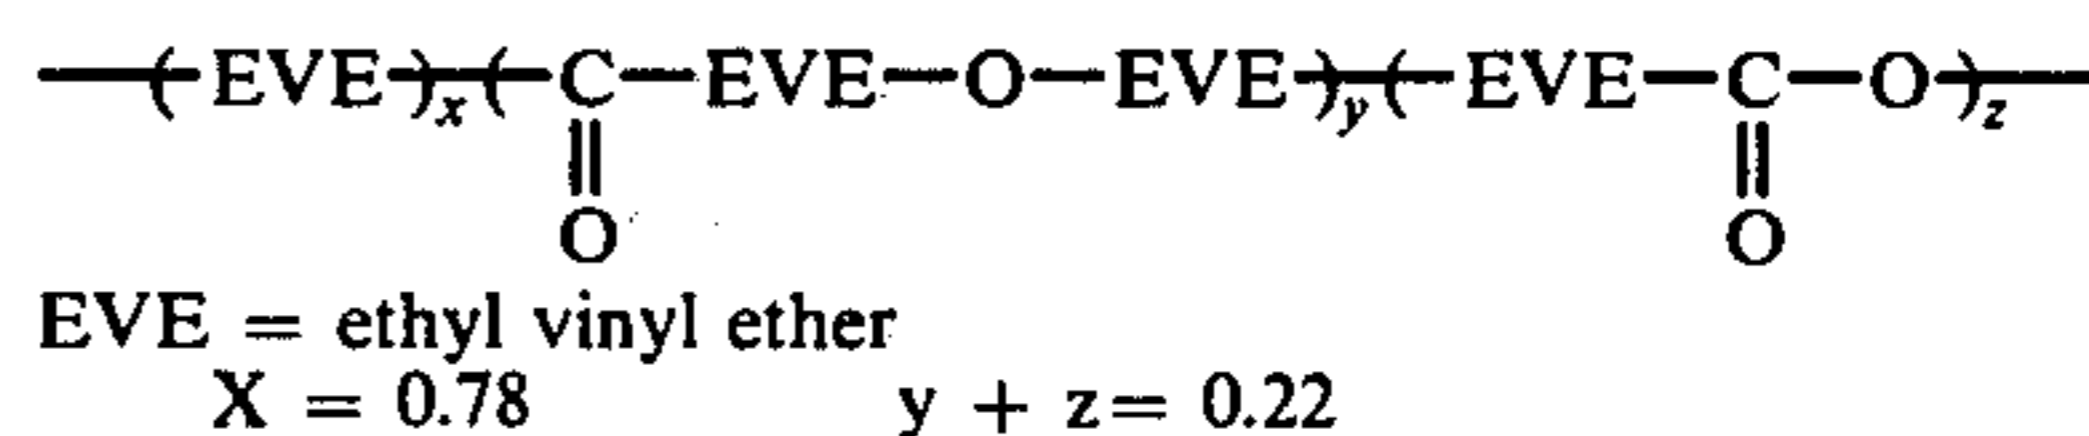 —(EVE)x(C—EVE—O—EVE)y(EVE—C—O)z—
O O
EVE = ethyl vinyl ether
X = 0.78 y + z= 0.22